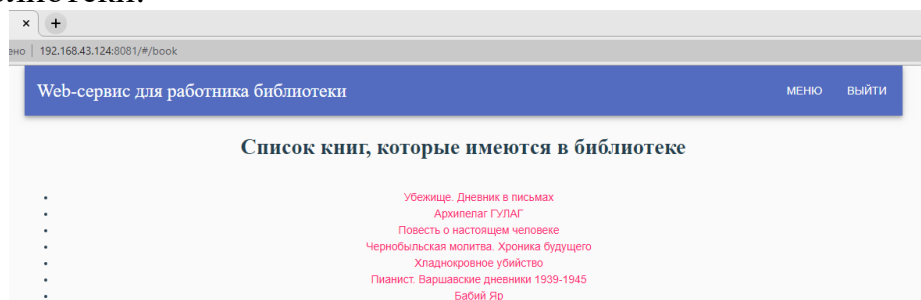 × +
192.168.43.124:8081/#/book
Web-сервис для работника библиотеки МЕНЮ ВЫЙТИ
Список книг, которые имеются в библиотеке
• Убежище. Дневник в письмах
• Архипелаг ГУЛАГ
• Повесть о настоящем человеке
• Чернобыльская молитва. Хроника будущего
• Хладнокровное убийство
• Пианист. Варшавские дневники 1939-1945
• Бабий Яр